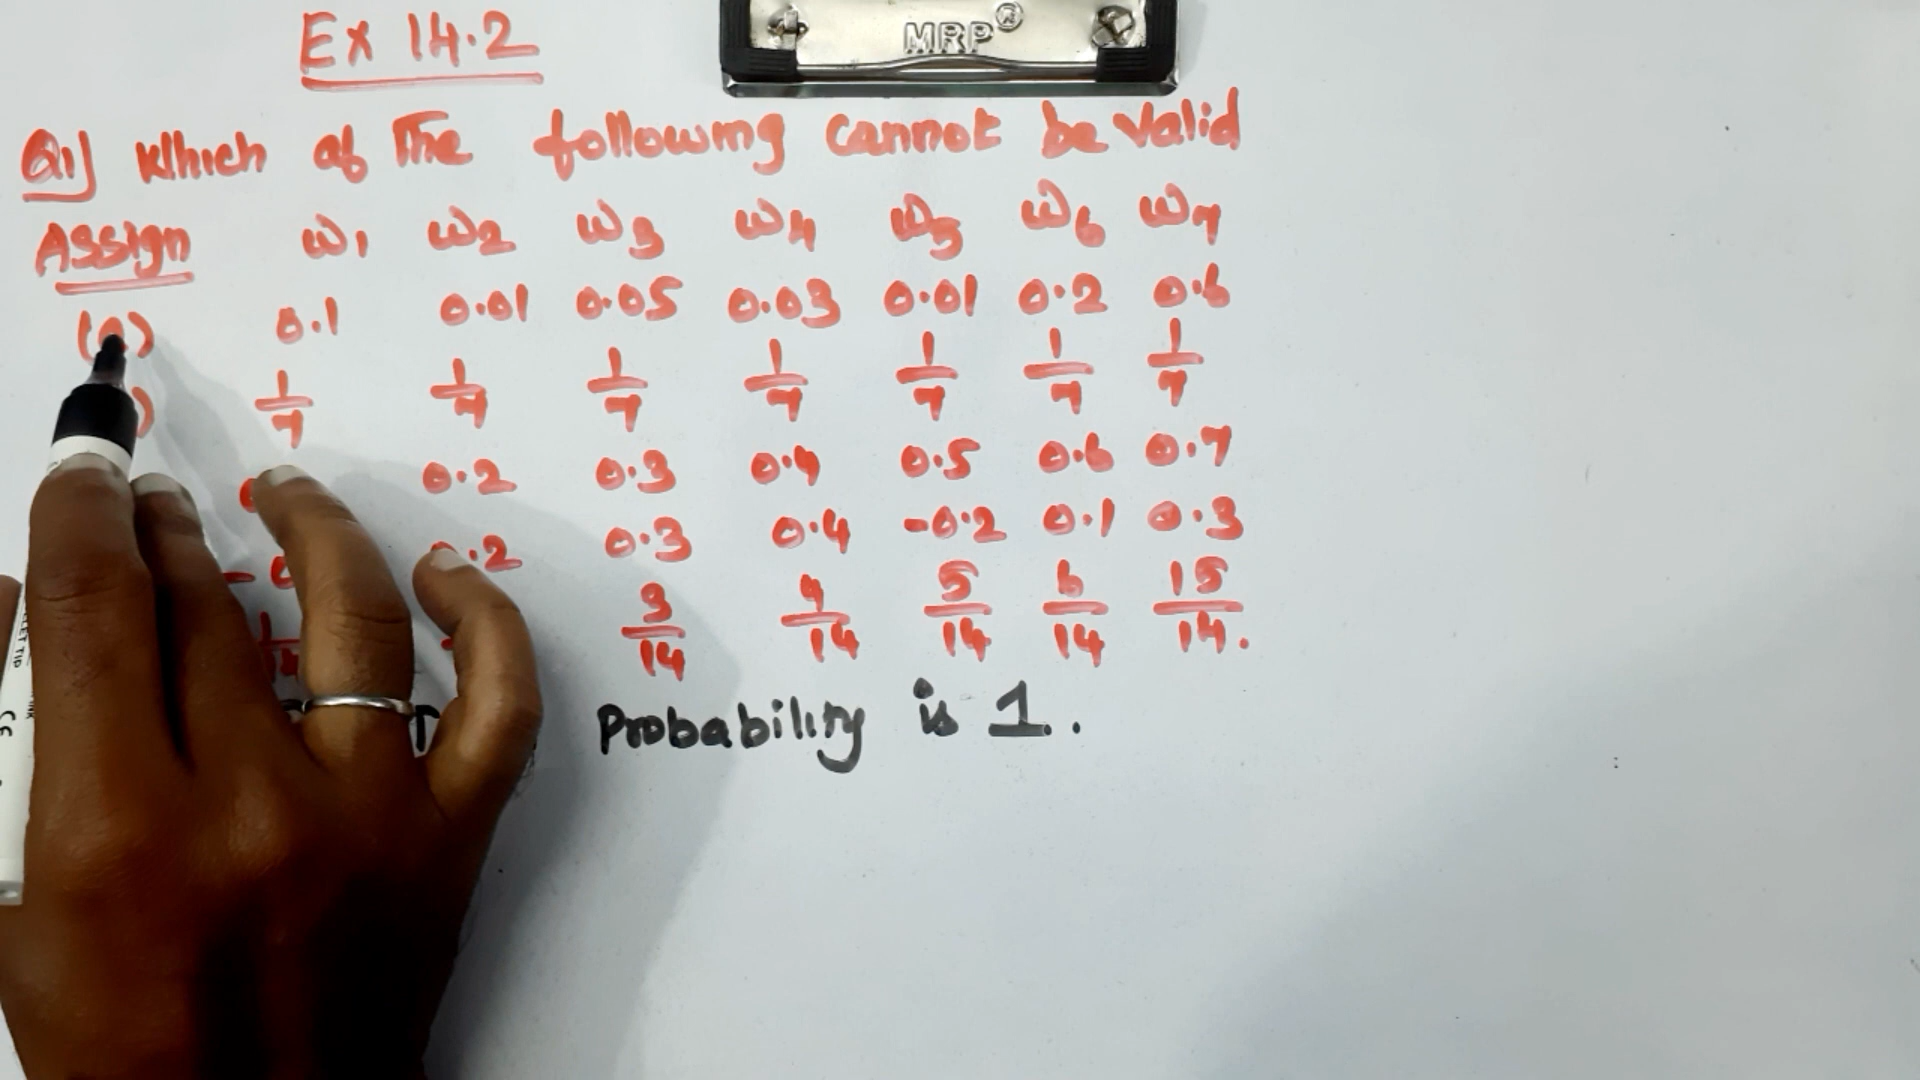 MRP®
Ex 14.2
Q1) Which of The following cannot be Valid
Assign ω1 ω2 ω3 ω4 ω5 ω6 ω7
(a) 0.1 0.01 0.05 0.03 0.01 0.2 0.6
) 1/7 1/7 1/7 1/7 1/7 1/7 1/7
0.2 0.3 0.4 0.5 0.6 0.7
0.2 0.3 0.4 -0.2 0.1 0.3
1/14 3/14 4/14 5/14 6/14 15/14.
Probability is 1.